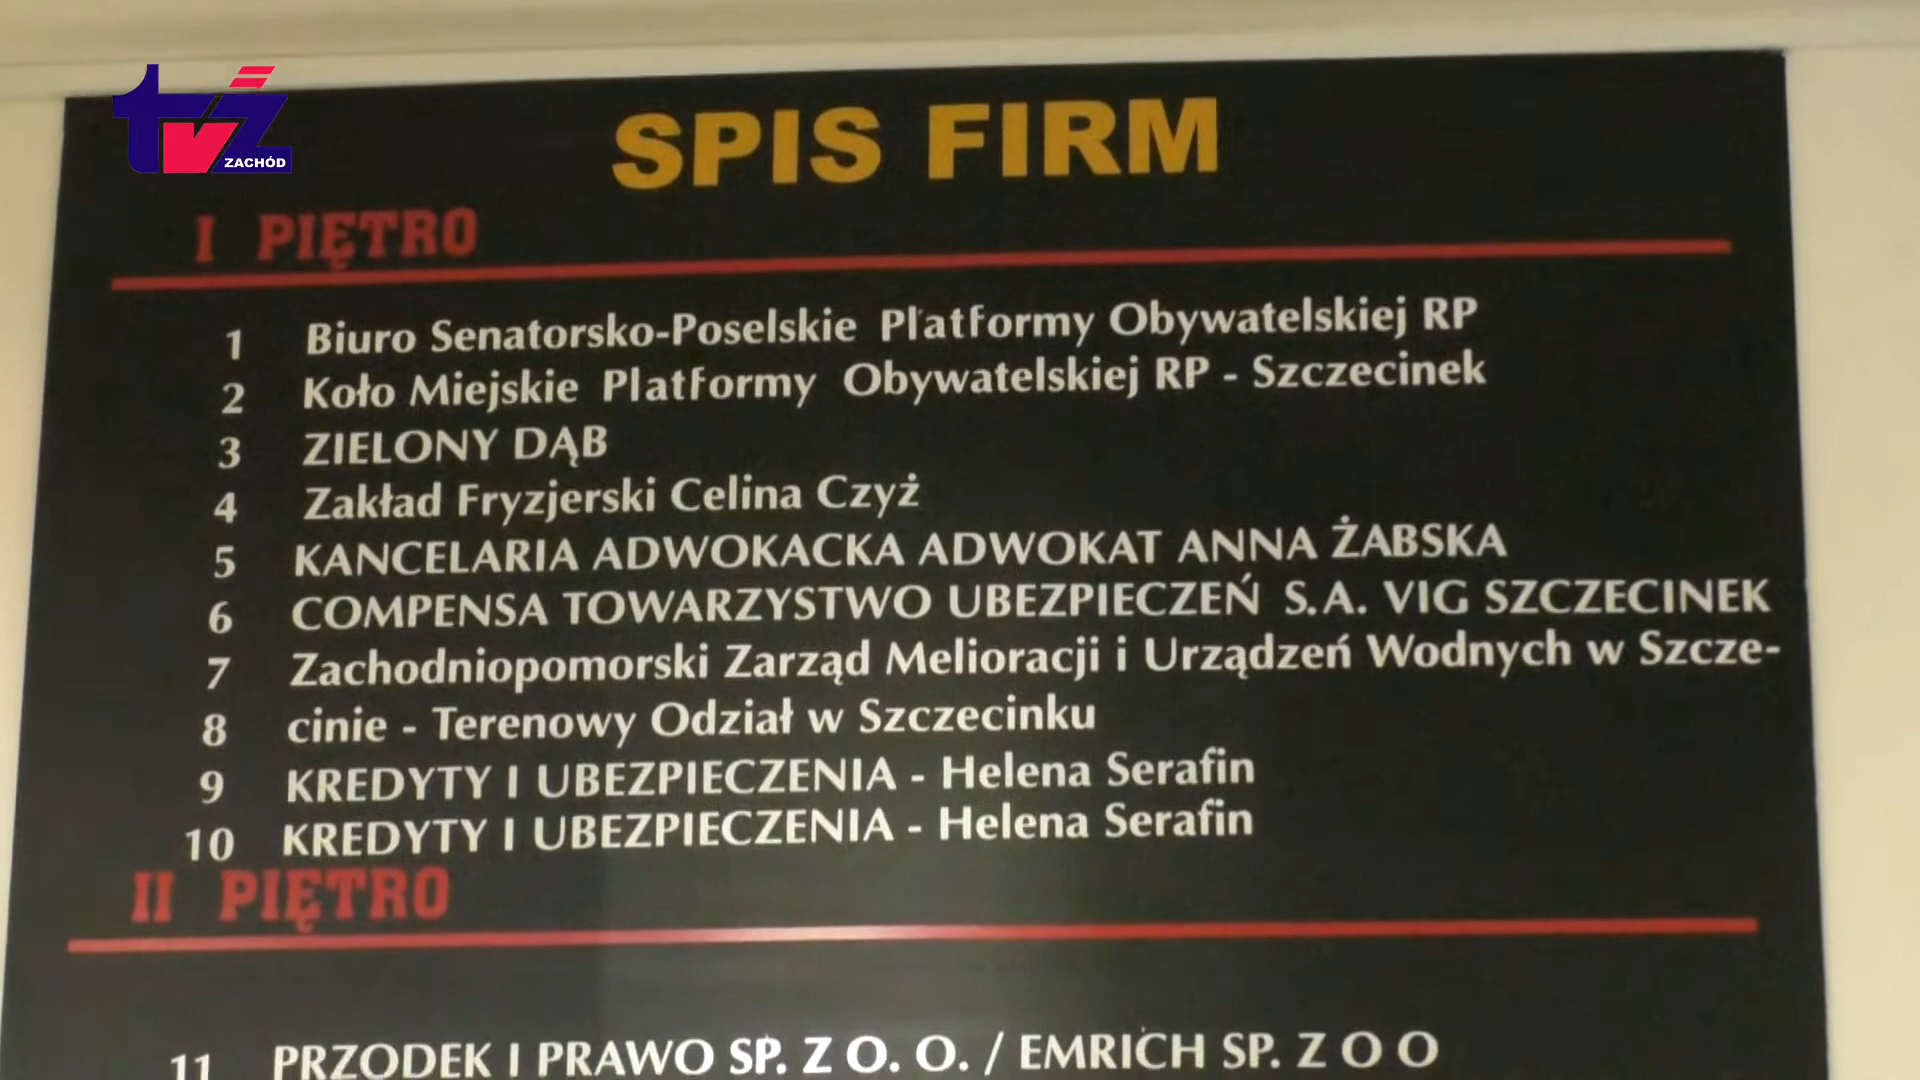 tvZ
ZACHÓD
SPIS FIRM
I PIĘTRO
1 Biuro Senatorsko-Poselskie Platformy Obywatelskiej RP
2 Koło Miejskie Platformy Obywatelskiej RP - Szczecinek
3 ZIELONY DĄB
4 Zakład Fryzjerski Celina Czyż
5 KANCELARIA ADWOKACKA ADWOKAT ANNA ŻABSKA
6 COMPENSA TOWARZYSTWO UBEZPIECZEŃ S.A. VIG SZCZECINEK
7 Zachodniopomorski Zarząd Melioracji i Urządzeń Wodnych w Szcze-
8 cinie - Terenowy Odział w Szczecinku
9 KREDYTY I UBEZPIECZENIA - Helena Serafin
10 KREDYTY I UBEZPIECZENIA - Helena Serafin
II PIĘTRO
11 PRZODEK I PRAWO SP. Z O. O. / EMRICH SP. Z O O